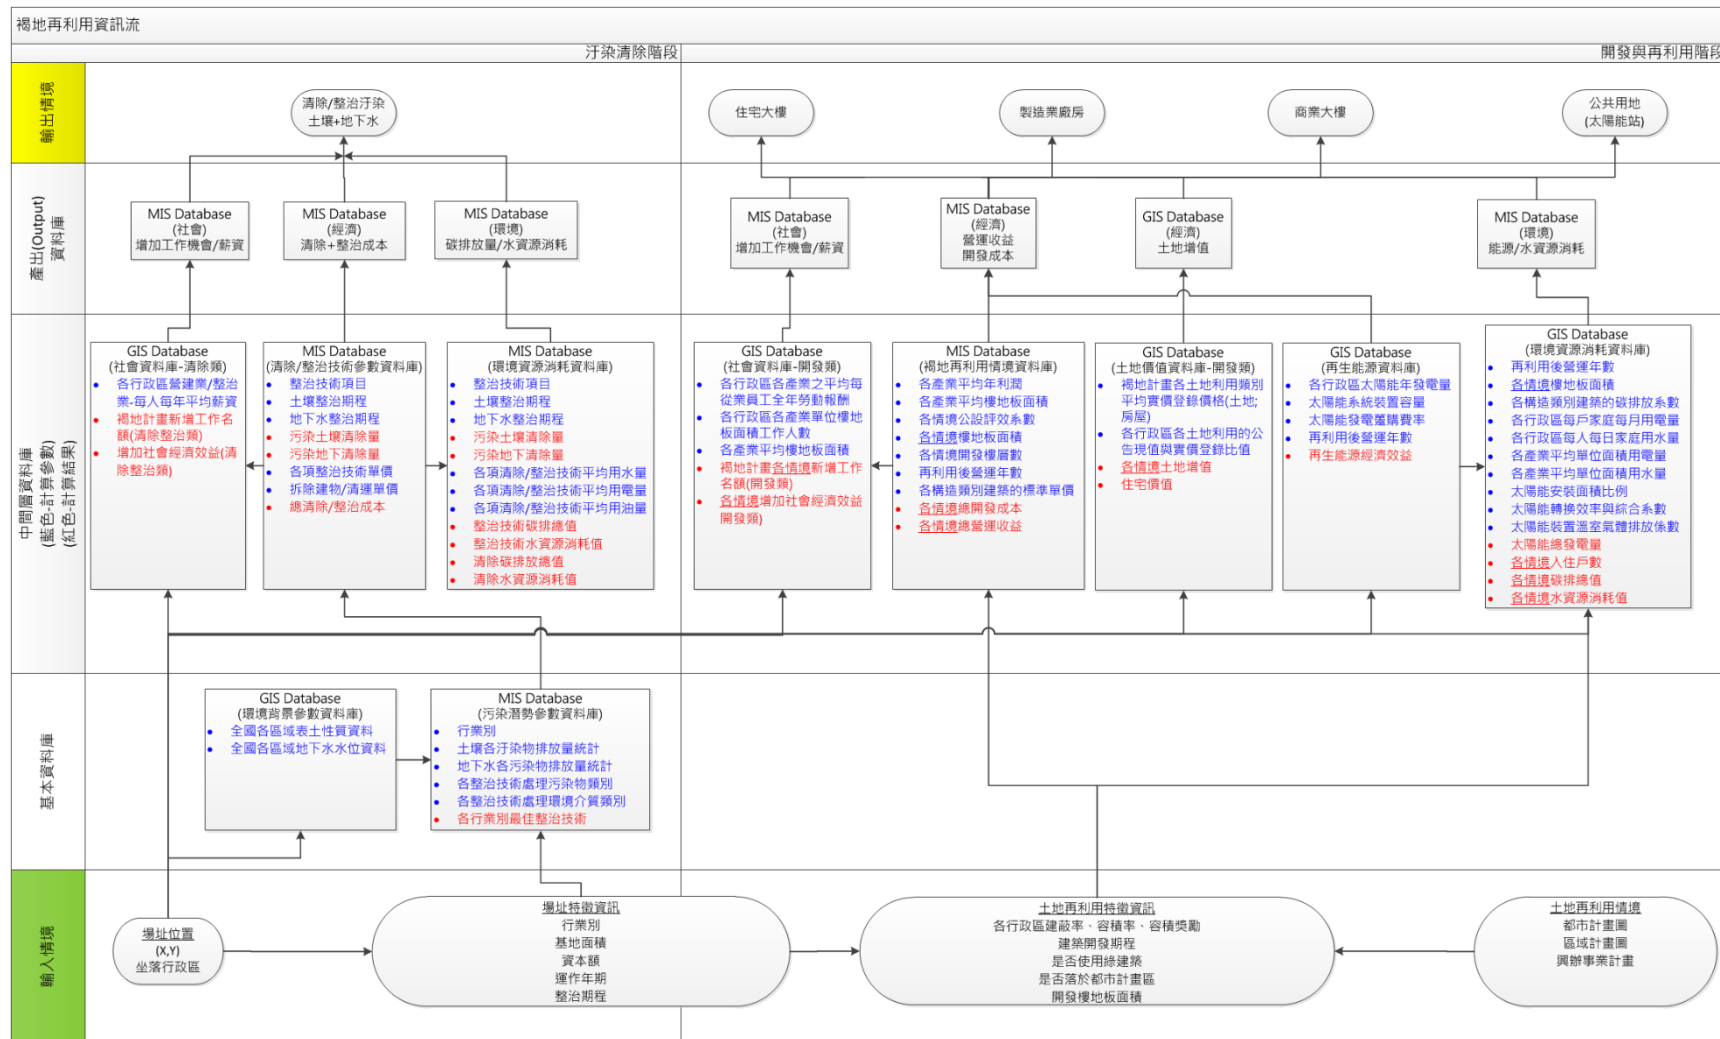 褐地再利用資訊流
汙染清除階段
開發與再利用階段
輸出情境
清除/整治汙染
土壤+地下水
住宅大樓
製造業廠房
商業大樓
公共用地
(太陽能站)
產出(Output)
資料庫
MIS Database
(社會)
增加工作機會/薪資
MIS Database
(經濟)
清除+整治成本
MIS Database
(環境)
碳排放量/水資源消耗
MIS Database
(社會)
增加工作機會/薪資
MIS Database
(經濟)
營運收益
開發成本
GIS Database
(經濟)
土地增值
MIS Database
(環境)
能源/水資源消耗
中間層資料庫
(藍色-計算參數)
(紅色-計算結果)
GIS Database
(社會資料庫-清除類)
各行政區營建業/整治
業-每人每年平均薪資
褐地計畫新增工作名
額(清除整治類)
增加社會經濟效益(清
除整治類)
MIS Database
(清除/整治技術參數資料庫)
整治技術項目
土壤整治期程
地下水整治期程
污染土壤清除量
污染地下清除量
各項整治技術單價
拆除建物/清運單價
總清除/整治成本
MIS Database
(環境資源消耗資料庫)
整治技術項目
土壤整治期程
地下水整治期程
污染土壤清除量
污染地下清除量
各項清除/整治技術平均用水量
各項清除/整治技術平均用電量
各項清除/整治技術平均用油量
整治技術碳排總值
整治技術水資源消耗值
清除碳排放總值
清除水資源消耗值
GIS Database
(社會資料庫-開發類)
各行政區各產業之平均每
從業員工全年勞動報酬
各行政區各產業單位樓地
板面積工作人數
各產業平均樓地板面積
褐地計畫各情境新增工作
名額(開發類)
各情境增加社會經濟效益
開發類)
MIS Database
(褐地再利用情境資料庫)
各產業平均年利潤
各產業平均樓地板面積
各情境公設評效系數
各情境樓地板面積
各情境開發樓層數
再利用後營運年數
各構造類別建築的標準單價
各情境總開發成本
各情境總營運收益
GIS Database
(土地價值資料庫-開發類)
褐地計畫各土地利用類別
平均實價登錄價格(土地;
房屋)
各行政區各土地利用的公
告現值與實價登錄比值
各情境土地增值
住宅價值
GIS Database
(再生能源資料庫)
各行政區太陽能年發電量
太陽能系統裝置容量
太陽能發電躉購費率
再利用後營運年數
再生能源經濟效益
GIS Database
(環境資源消耗資料庫)
再利用後營運年數
各情境樓地板面積
各構造類別建築的碳排放系數
各行政區每戶家庭每月用電量
各行政區每人每日家庭用水量
各產業平均單位面積用電量
各產業平均單位面積用水量
太陽能安裝面積比例
太陽能轉換效率與綜合系數
太陽能裝置溫室氣體排放係數
太陽能總發電量
各情境入住戶數
各情境碳排總值
各情境水資源消耗值
基本資料庫
GIS Database
(環境背景參數資料庫)
全國各區域表土性質資料
全國各區域地下水水位資料
MIS Database
(污染潛勢參數資料庫)
行業別
土壤各汙染物排放量統計
地下水各污染物排放量統計
各整治技術處理污染物類別
各整治技術處理環境介質類別
各行業別最佳整治技術
輸入情境
場址位置
(X,Y)
坐落行政區
場址特徵資訊
行業別
基地面積
資本額
運作年期
整治期程
土地再利用特徵資訊
各行政區建蔽率、容積率、容積獎勵
建築開發期程
是否使用綠建築
是否落於都市計畫區
開發樓地板面積
土地再利用情境
都市計畫圖
區域計畫圖
興辦事業計畫